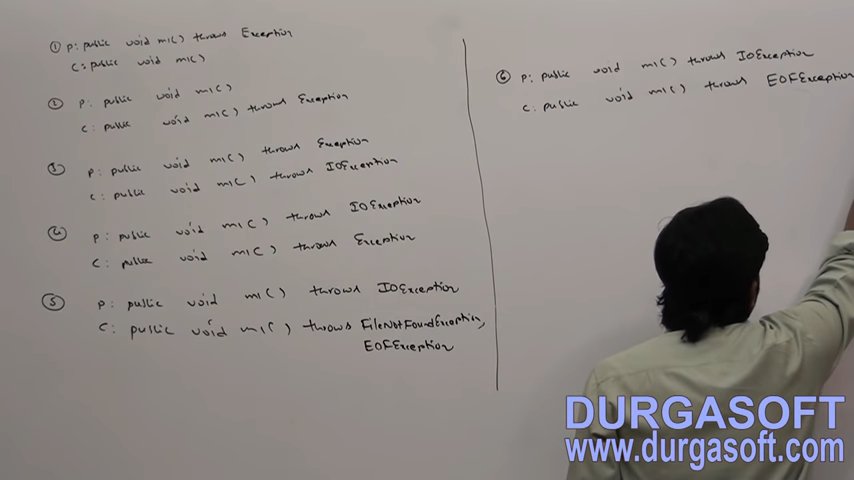 ① P: public void m1() throws Exception
C: public void m1()
② P: public void m1()
C: public void m1() throws Exception
③ P: public void m1() throws Exception
C: public void m1() throws IOException
④ P: public void m1() throws IOException
C: public void m1() throws Exception
⑤ P: public void m1() throws IOException
C: public void m1() throws FileNotFoundException,
EOFException
⑥ P: public void m1() throws IOException
C: public void m1() throws EOFException
DURGASOFT
www.durgasoft.com